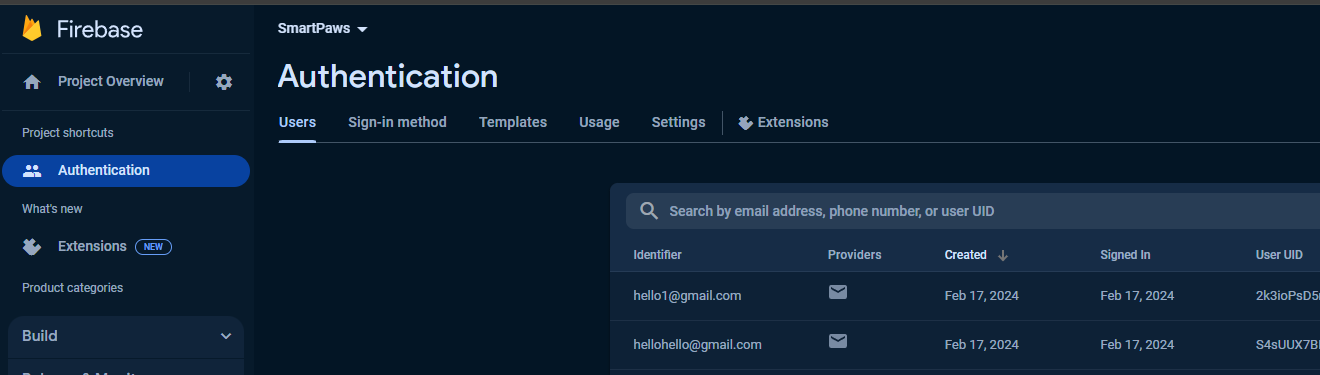 Firebase
SmartPaws
Project Overview
Authentication
Users Sign-in method Templates Usage Settings Extensions
Project shortcuts
Authentication
What's new
Extensions NEW
Product categories
Build
Search by email address, phone number, or user UID
Identifier Providers Created Signed In User UID
hello1@gmail.com Feb 17, 2024 Feb 17, 2024 2k3ioPsD5
hellohello@gmail.com Feb 17, 2024 Feb 17, 2024 S4sUUX7B